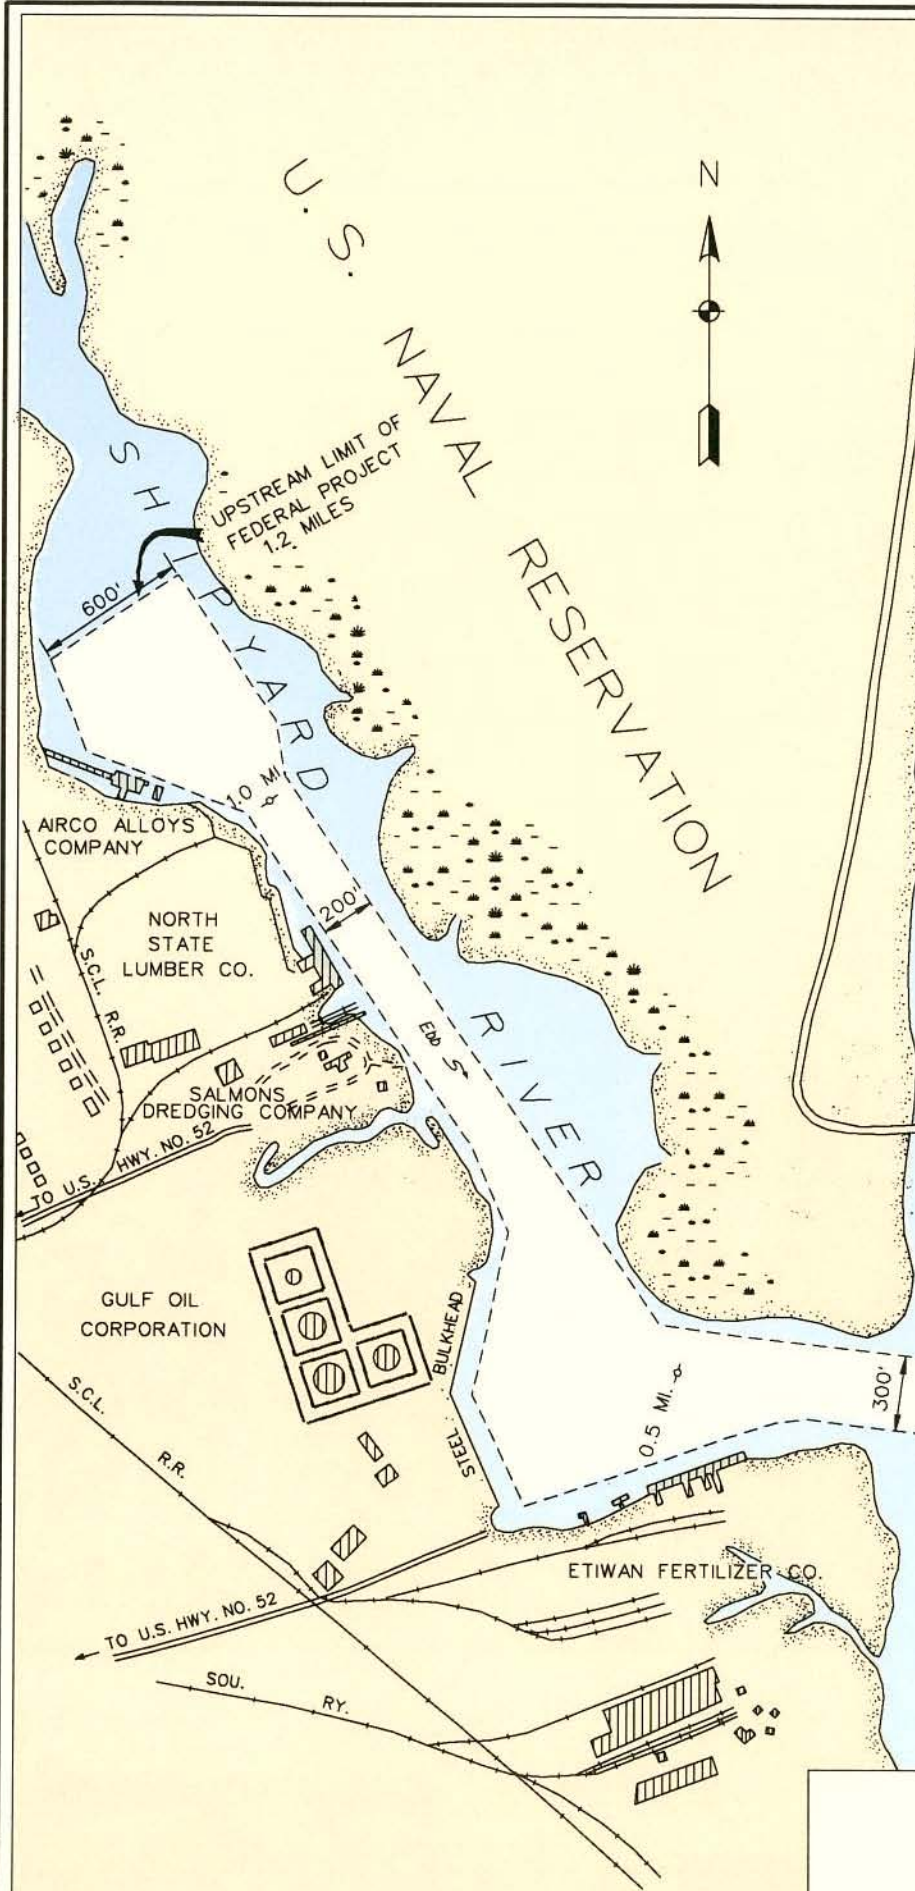 U. S. NAVAL RESERVATION
N
UPSTREAM LIMIT OF
FEDERAL PROJECT
1.2 MILES
SHIPYARD RIVER
600'
1.0 MI.
AIRCO ALLOYS
COMPANY
200'
NORTH
STATE
LUMBER CO.
S.C.L. R.R.
EBB
SALMONS
DREDGING COMPANY
TO U.S. HWY. NO. 52
GULF OIL
CORPORATION
STEEL BULKHEAD
0.5 MI.
300'
S.C.L. R.R.
ETIWAN FERTILIZER CO.
TO U.S. HWY. NO. 52
SOU. RY.